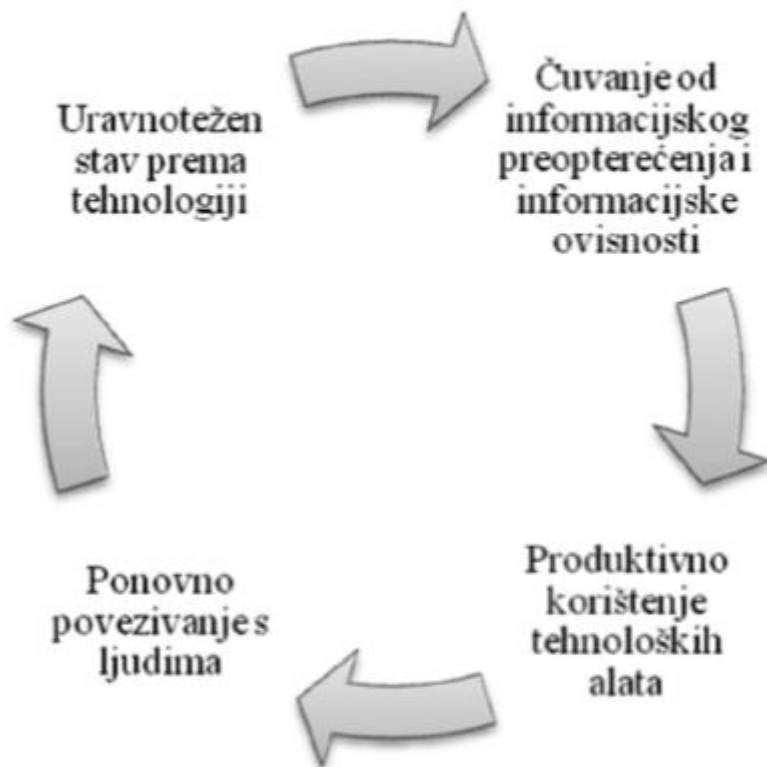 Uravnotežen
stav prema
tehnologiji
Čuvanje od
informacijskog
preopterećenja i
informacijske
ovisnosti
Produktivno
korištenje
tehnoloških
alata
Ponovno
povezivanje s
ljudima